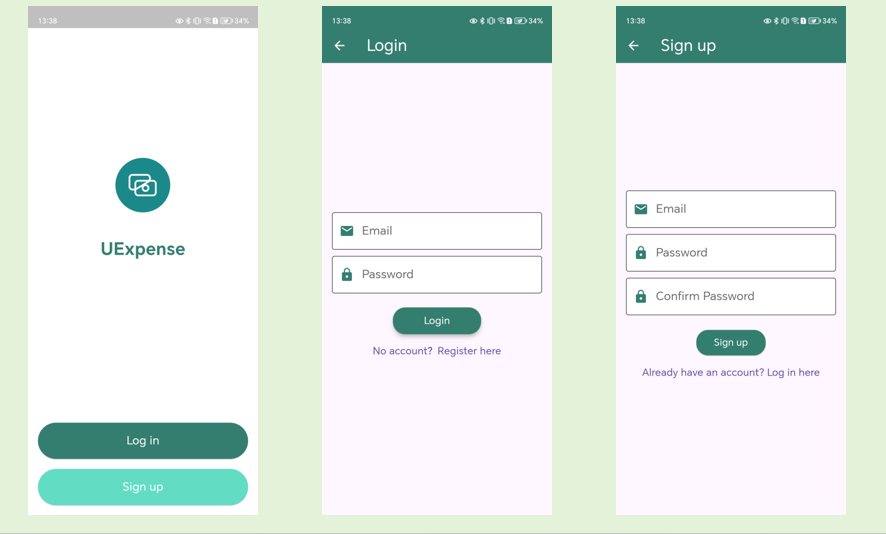 13:38
34%
UExpense
Log in
Sign up
13:38
34%
Login
Email
Password
Login
No account? Register here
13:38
34%
Sign up
Email
Password
Confirm Password
Sign up
Already have an account? Log in here